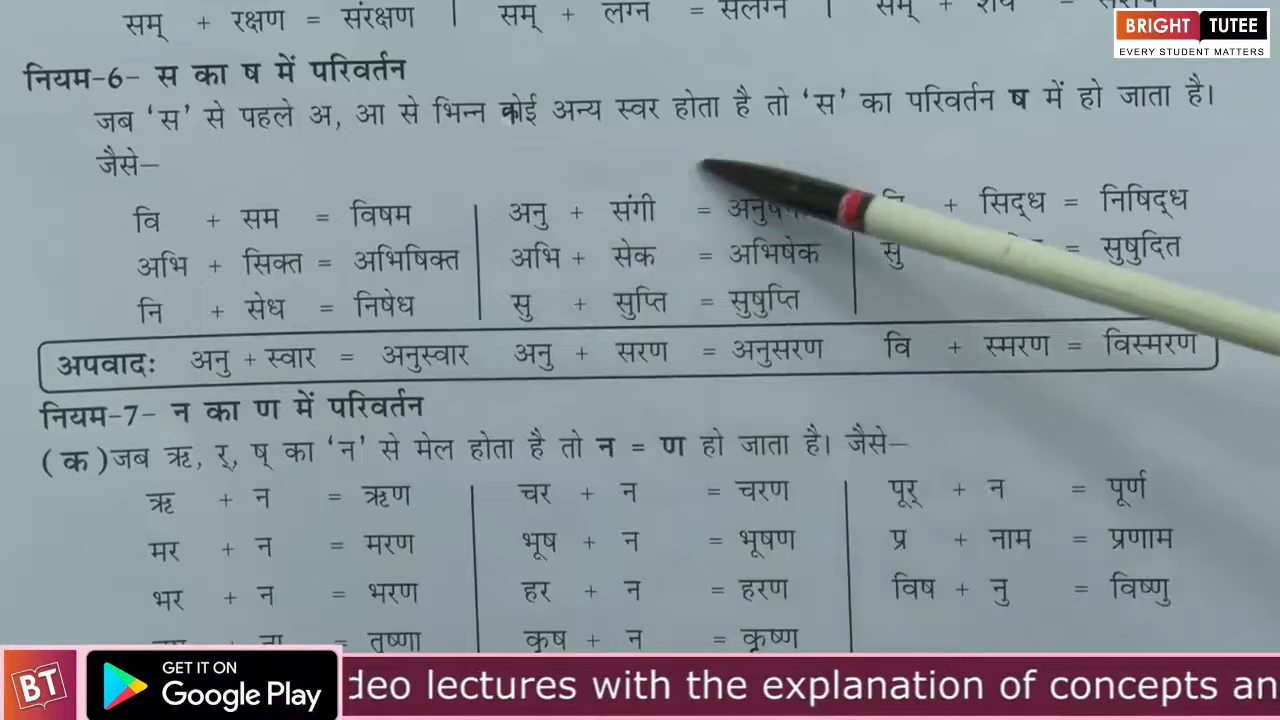 सम् + रक्षण = संरक्षण | सम् + लग्न = संलग्न | सम् +
BRIGHT TUTEE
EVERY STUDENT MATTERS
नियम-6- स का ष में परिवर्तन
जब ‘स’ से पहले अ, आ से भिन्न कोई अन्य स्वर होता है तो ‘स’ का परिवर्तन ष में हो जाता है।
जैसे—
वि + सम = विषम | अनु + संगी = + सिद्ध = निषिद्ध
अभि + सिक्त = अभिषिक्त | अभि + सेक = अभिषेक | सु = सुषुदित
नि + सेध = निषेध | सु + सुप्ति = सुषुप्ति
अपवादः अनु + स्वार = अनुस्वार अनु + सरण = अनुसरण वि + स्मरण = विस्मरण
नियम-7- न का ण में परिवर्तन
(क) जब ऋ, र्, ष् का ‘न’ से मेल होता है तो न = ण हो जाता है। जैसे—
ऋ + न = ऋण | चर + न = चरण | पूर् + न = पूर्ण
मर + न = मरण | भूष + न = भूषण | प्र + नाम = प्रणाम
भर + न = भरण | हर + न = हरण | विष + नु = विष्णु
= तृष्णा | कृष + न = कृष्ण
BT
GET IT ON
Google Play
deo lectures with the explanation of concepts an